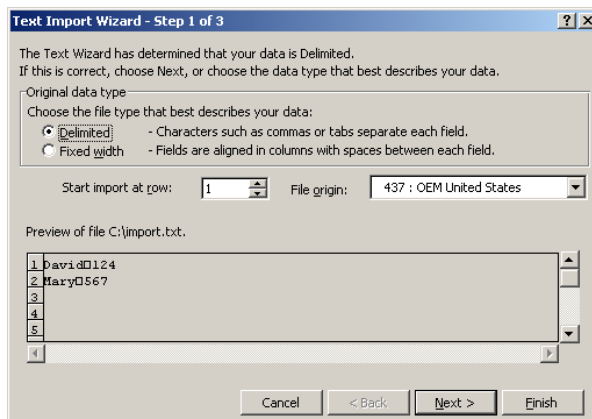 Text Import Wizard - Step 1 of 3
The Text Wizard has determined that your data is Delimited.
If this is correct, choose Next, or choose the data type that best describes your data.
Original data type
Choose the file type that best describes your data:
Delimited - Characters such as commas or tabs separate each field.
Fixed width - Fields are aligned in columns with spaces between each field.
Start import at row: 1 File origin: 437 : OEM United States
Preview of file C:\import.txt.
1 David□124
2 Mary□567
3
4
5
Cancel < Back Next > Finish